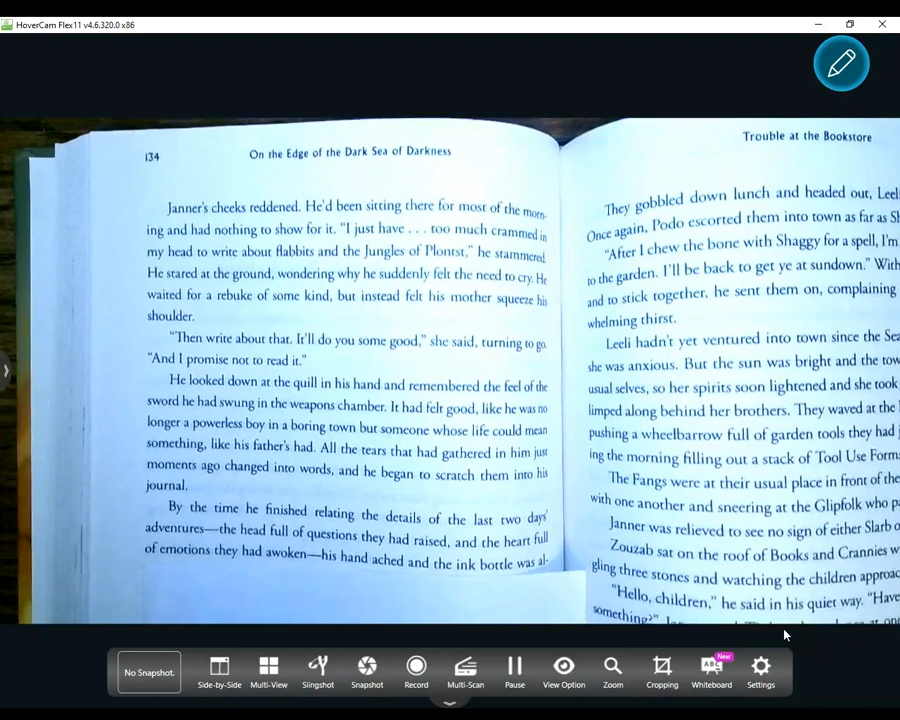 HoverCam Flex11 v4.6.320.0 x86
134
On the Edge of the Dark Sea of Darkness
Janner's cheeks reddened. He'd been sitting there for most of the morn-
ing and had nothing to show for it. "I just have . . . too much crammed in
my head to write about flabbits and the Jungles of Plontst," he stammered.
He stared at the ground, wondering why he suddenly felt the need to cry. He
waited for a rebuke of some kind, but instead felt his mother squeeze his
shoulder.
"Then write about that. It'll do you some good," she said, turning to go.
"And I promise not to read it."
He looked down at the quill in his hand and remembered the feel of the
sword he had swung in the weapons chamber. It had felt good, like he was no
longer a powerless boy in a boring town but someone whose life could mean
something, like his father's had. All the tears that had gathered in him just
moments ago changed into words, and he began to scratch them into his
journal.
By the time he finished relating the details of the last two days'
adventures—the head full of questions they had raised, and the heart full
of emotions they had awoken—his hand ached and the ink bottle was al-
Trouble at the Bookstore
They gobbled down lunch and headed out, Leeli
Once again, Podo escorted them into town as far as Sh
"After I chew the bone with Shaggy for a spell, I'm
to the garden. I'll be back to get ye at sundown." With
and to stick together, he sent them on, complaining
whelming thirst.
Leeli hadn't yet ventured into town since the Sea
she was anxious. But the sun was bright and the tow
usual selves, so her spirits soon lightened and she took
limped along behind her brothers. They waved at the
pushing a wheelbarrow full of garden tools they had
ing the morning filling out a stack of Tool Use Form
The Fangs were at their usual place in front of the
with one another and sneering at the Glipfolk who pa
Janner was relieved to see no sign of either Slarb o
Zouzab sat on the roof of Books and Crannies w
gling three stones and watching the children approac
"Hello, children," he said in his quiet way. "Have
something?"
No Snapshot.
Side-by-Side
Multi-View
Slingshot
Snapshot
Record
Multi-Scan
Pause
View Option
Zoom
Cropping
New
ABC
Whiteboard
Settings